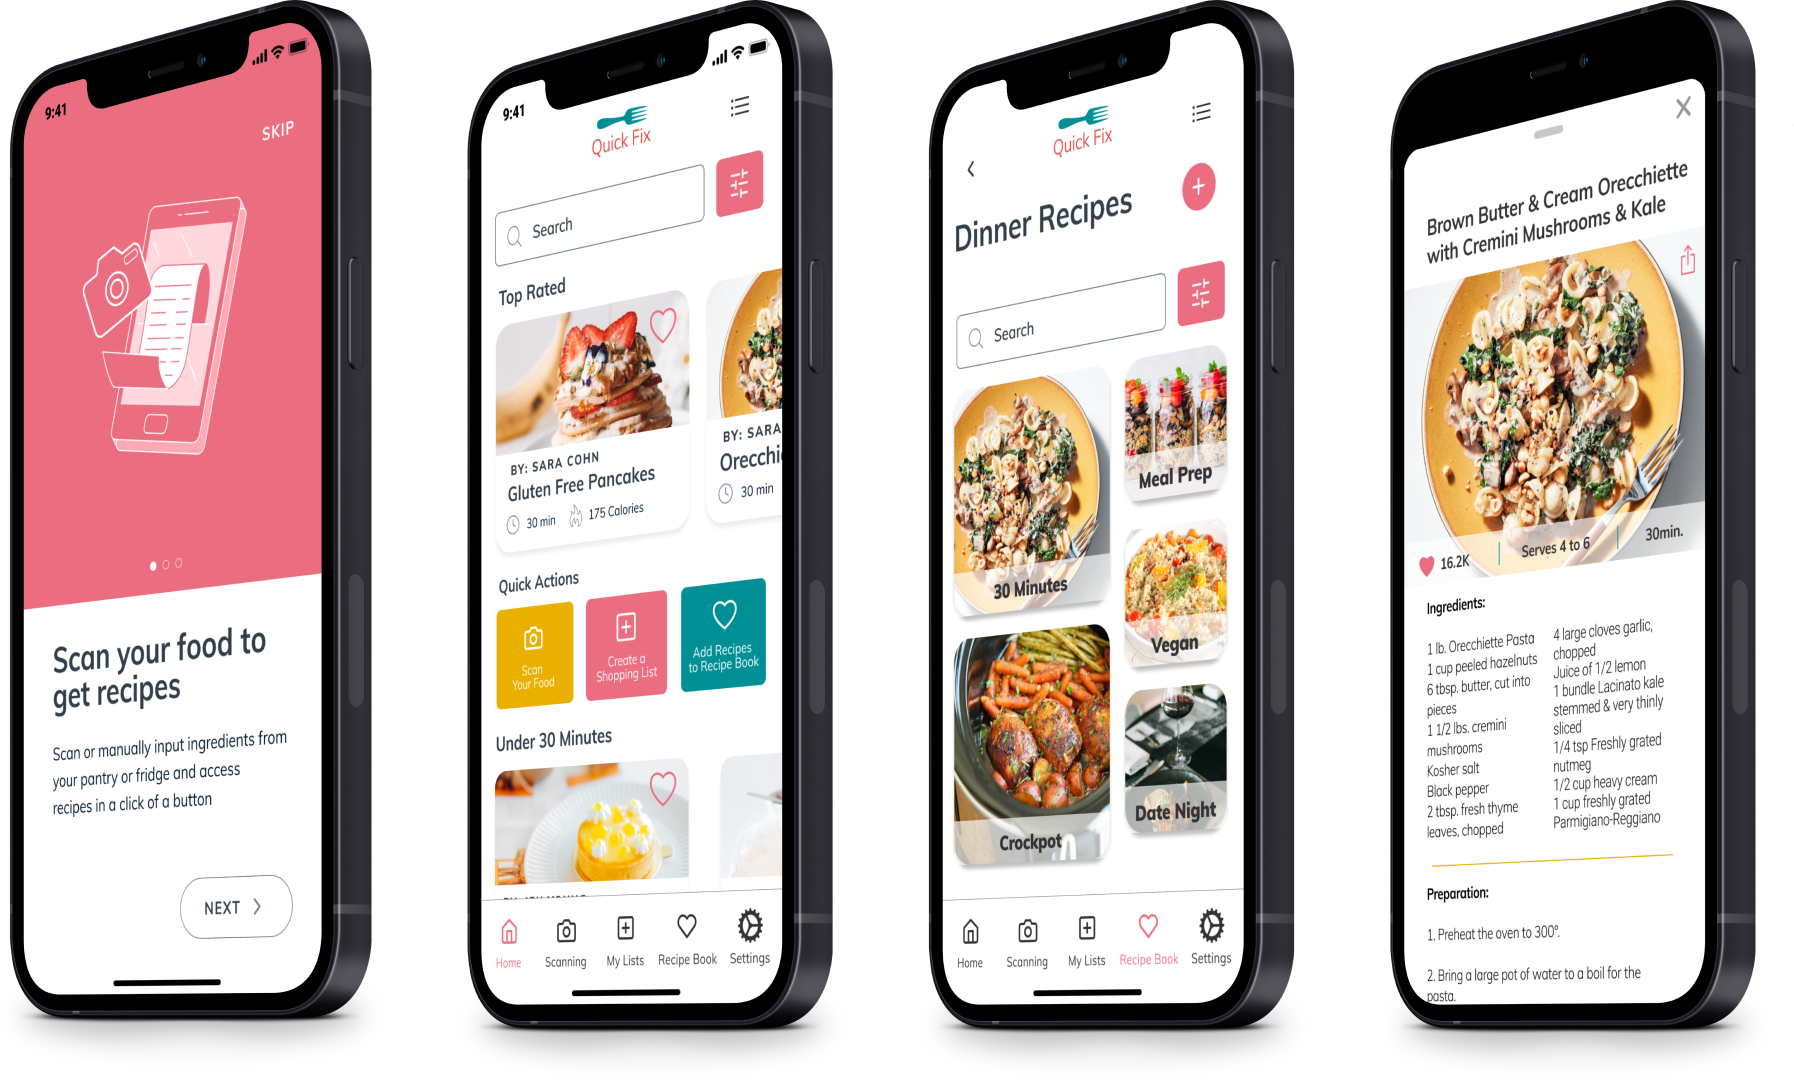 9:41
SKIP
Scan your food to
get recipes
Scan or manually input ingredients from
your pantry or fridge and access
recipes in a click of a button
NEXT
9:41
Quick Fix
Search
Top Rated
BY: SARA COHN
Gluten Free Pancakes
30 min
175 Calories
BY: SARA
Orecchi
30 min
Quick Actions
Scan
Your Food
Create a
Shopping List
Add Recipes
to Recipe Book
Under 30 Minutes
Home
Scanning
My Lists
Recipe Book
Settings
Quick Fix
Dinner Recipes
Search
30 Minutes
Meal Prep
Vegan
Crockpot
Date Night
Home
Scanning
My Lists
Recipe Book
Settings
Brown Butter & Cream Orecchiette
with Cremini Mushrooms & Kale
16.2K
Serves 4 to 6
30min.
Ingredients:
1 lb. Orecchiette Pasta
1 cup peeled hazelnuts
6 tbsp. butter, cut into
pieces
1 1/2 lbs. cremini
mushrooms
Kosher salt
Black pepper
2 tbsp. fresh thyme
leaves, chopped
4 large cloves garlic,
chopped
Juice of 1/2 lemon
1 bundle Lacinato kale
stemmed & very thinly
sliced
1/4 tsp Freshly grated
nutmeg
1/2 cup heavy cream
1 cup freshly grated
Parmigiano-Reggiano
Preparation:
1. Preheat the oven to 300°.
2. Bring a large pot of water to a boil for the
pasta.